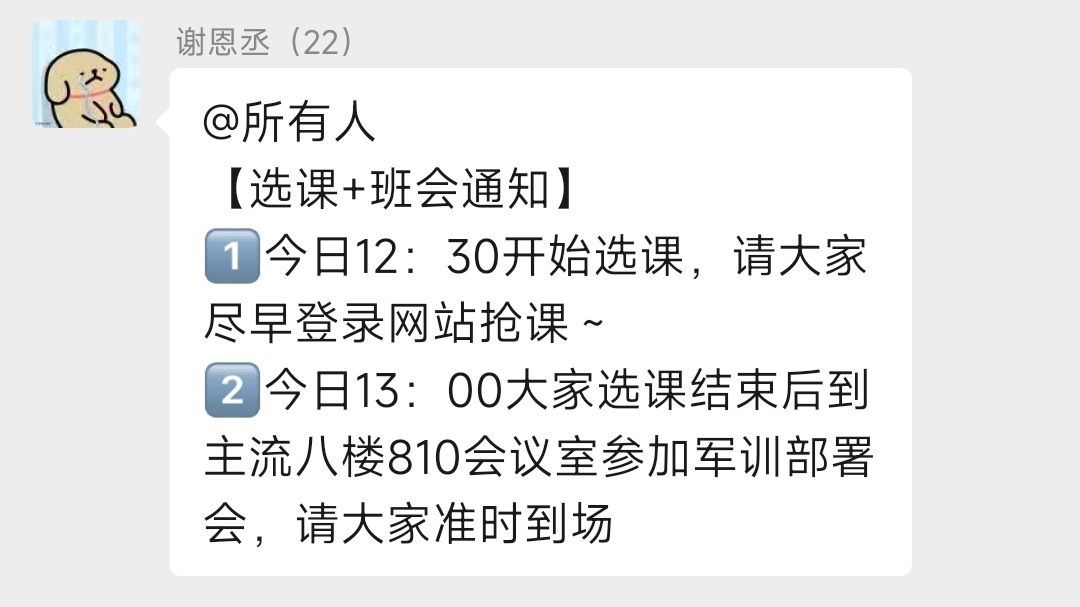 谢恩丞（22）
@所有人
【选课+班会通知】
1️⃣今日12：30开始选课，请大家
尽早登录网站抢课～
2️⃣今日13：00大家选课结束后到
主流八楼810会议室参加军训部署
会，请大家准时到场